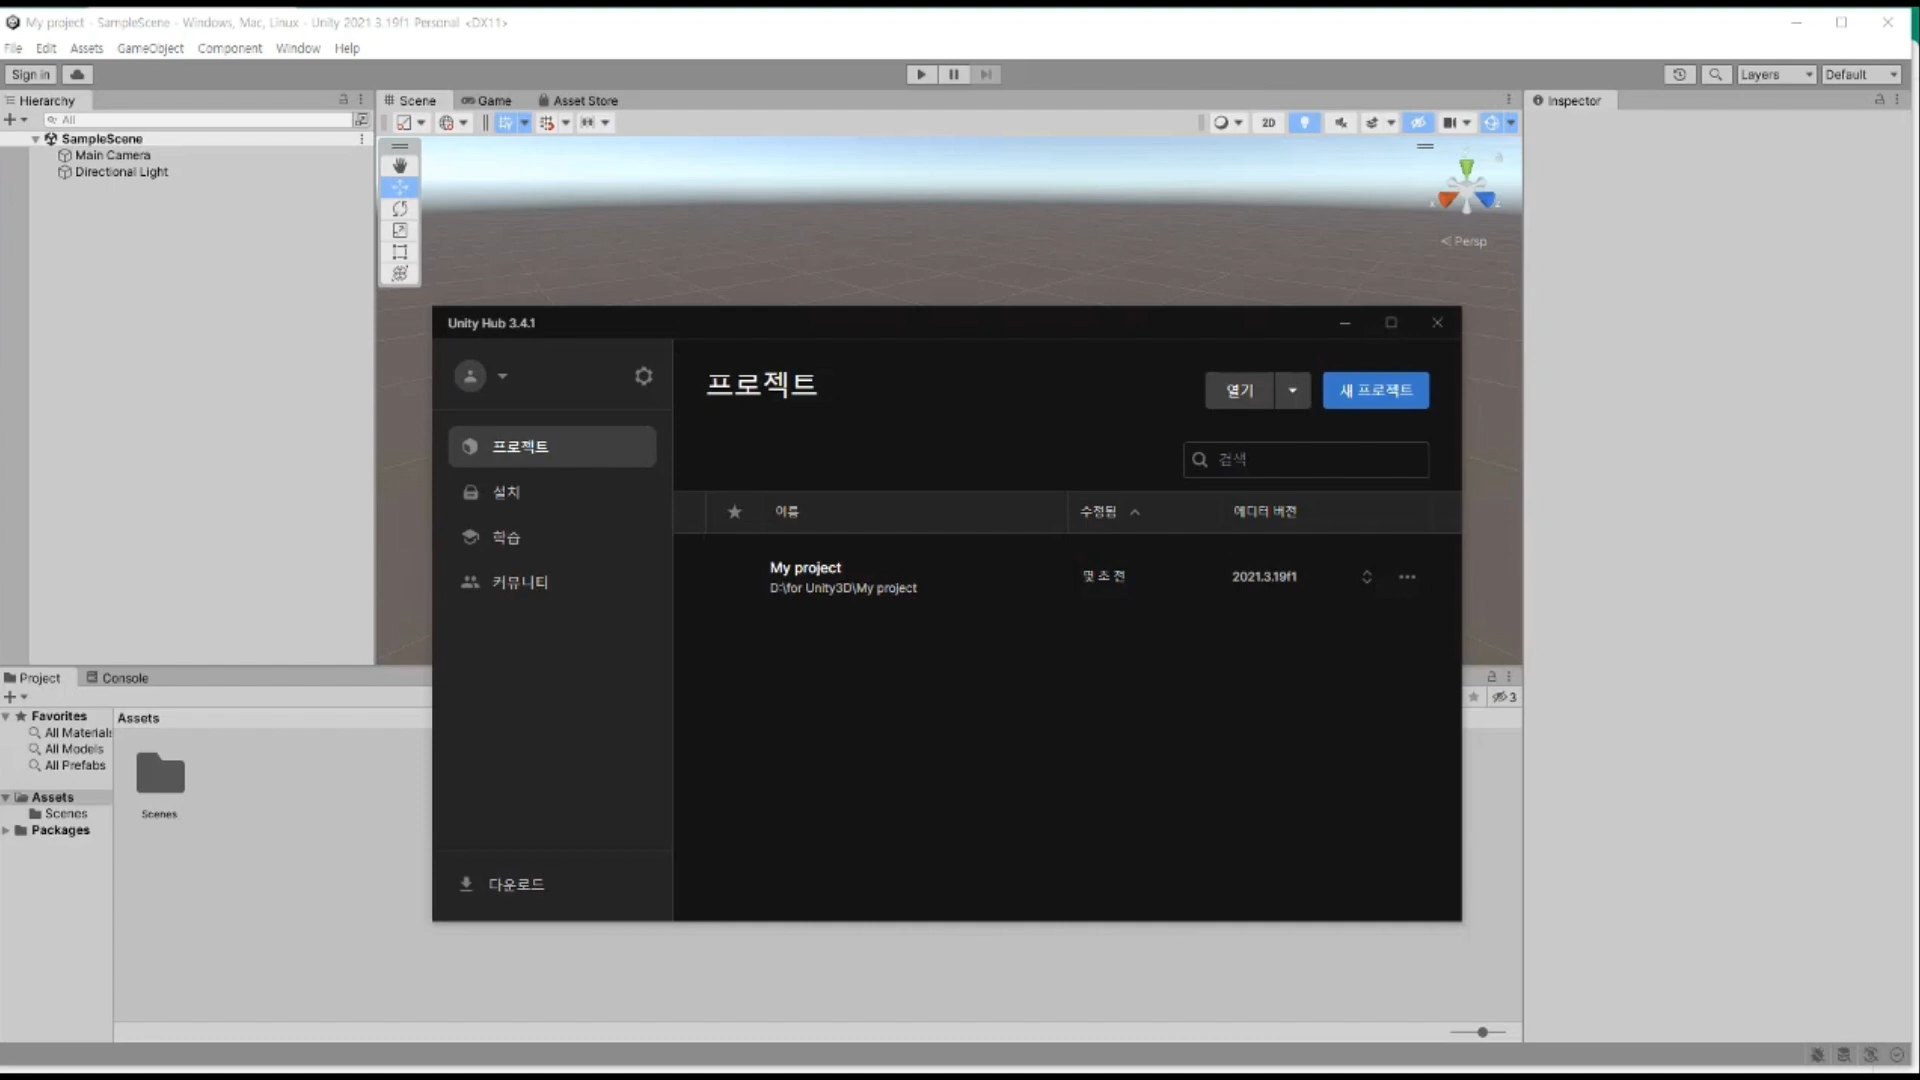 My project - SampleScene - Windows, Mac, Linux - Unity 2021.3.19f1 Personal <DX11>
File Edit Assets GameObject Component Window Help
Sign in
Layers
Default
Hierarchy
Scene
Game
Asset Store
Inspector
All
2D
SampleScene
Main Camera
Directional Light
x
z
Persp
Unity Hub 3.4.1
프로젝트
열기
새 프로젝트
프로젝트
검색
설치
이름
수정됨
에디터 버전
학습
My project
D:\for Unity3D\My project
몇 초 전
2021.3.19f1
커뮤니티
다운로드
Project
Console
3
Favorites
All Materials
All Models
All Prefabs
Assets
Scenes
Packages
Assets
Scenes